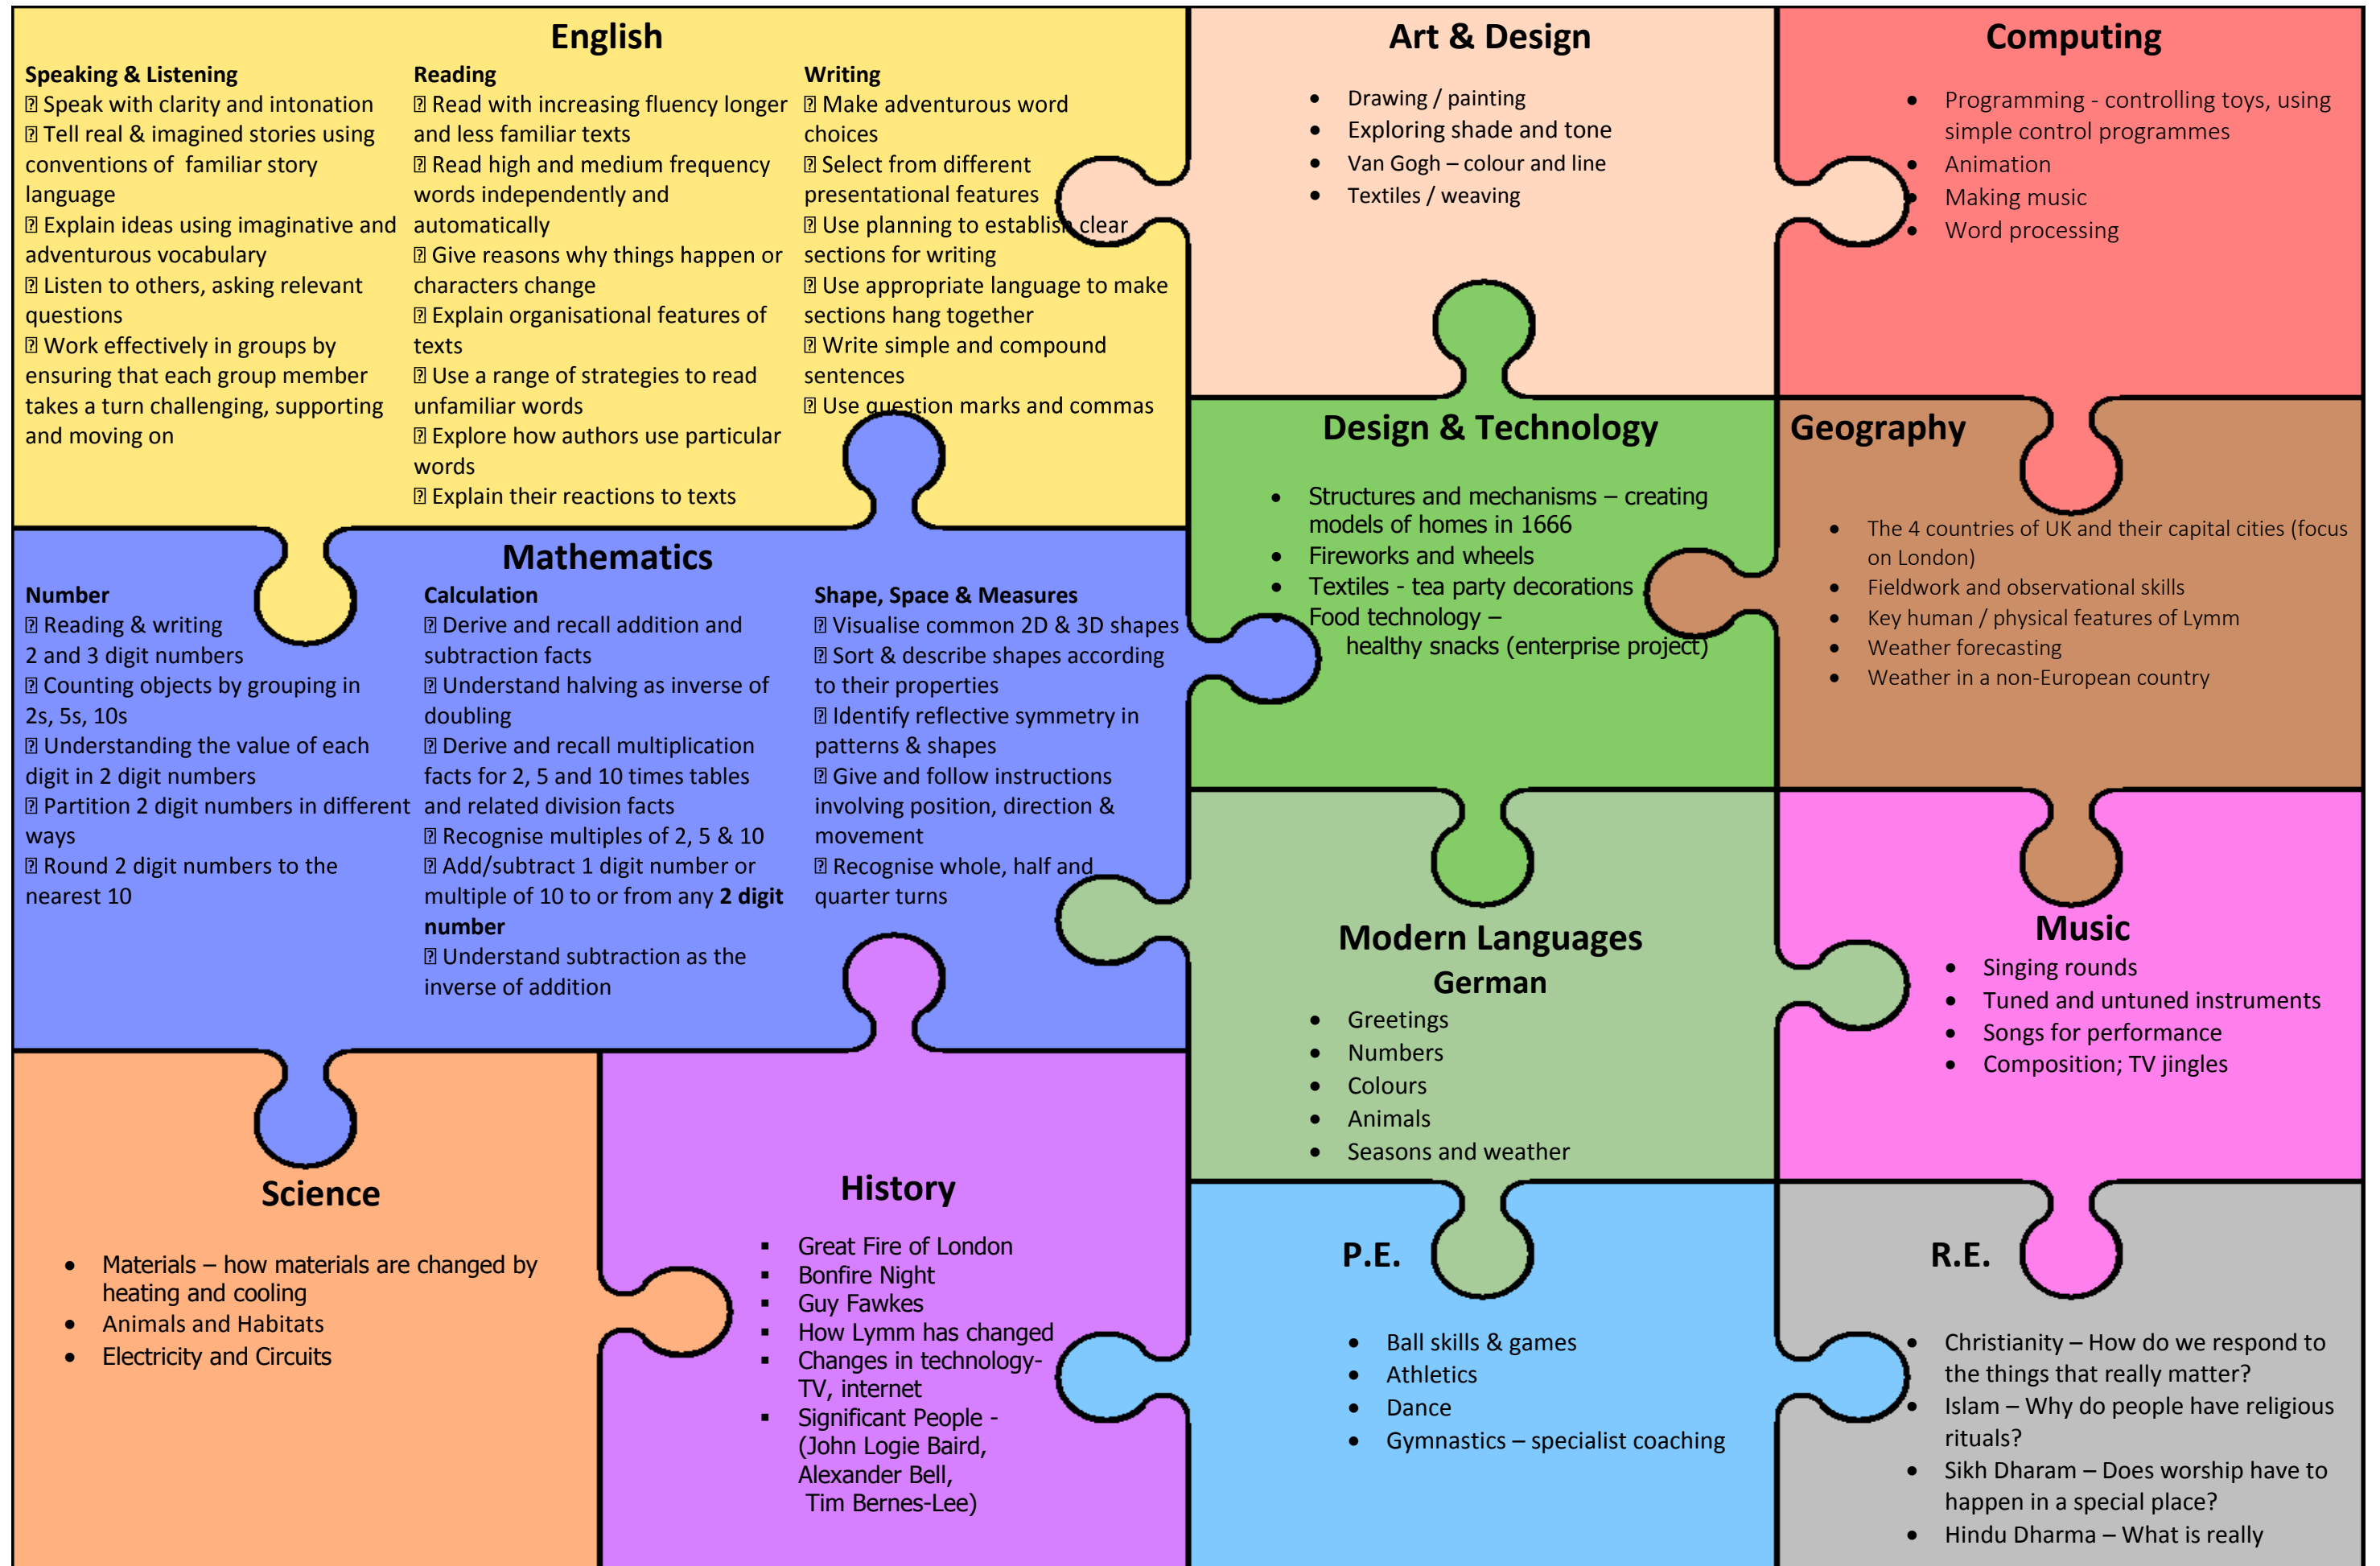 English
Speaking & Listening
⍰ Speak with clarity and intonation
⍰ Tell real & imagined stories using
conventions of familiar story
language
⍰ Explain ideas using imaginative and
adventurous vocabulary
⍰ Listen to others, asking relevant
questions
⍰ Work effectively in groups by
ensuring that each group member
takes a turn challenging, supporting
and moving on
Reading
⍰ Read with increasing fluency longer
and less familiar texts
⍰ Read high and medium frequency
words independently and
automatically
⍰ Give reasons why things happen or
characters change
⍰ Explain organisational features of
texts
⍰ Use a range of strategies to read
unfamiliar words
⍰ Explore how authors use particular
words
⍰ Explain their reactions to texts
Writing
⍰ Make adventurous word
choices
⍰ Select from different
presentational features
⍰ Use planning to establish clear
sections for writing
⍰ Use appropriate language to make
sections hang together
⍰ Write simple and compound
sentences
⍰ Use question marks and commas
Art & Design
• Drawing / painting
• Exploring shade and tone
• Van Gogh – colour and line
• Textiles / weaving
Computing
• Programming - controlling toys, using
simple control programmes
• Animation
• Making music
• Word processing
Design & Technology
• Structures and mechanisms – creating
models of homes in 1666
• Fireworks and wheels
• Textiles - tea party decorations
• Food technology –
healthy snacks (enterprise project)
Geography
• The 4 countries of UK and their capital cities (focus
on London)
• Fieldwork and observational skills
• Key human / physical features of Lymm
• Weather forecasting
• Weather in a non-European country
Mathematics
Number
⍰ Reading & writing
2 and 3 digit numbers
⍰ Counting objects by grouping in
2s, 5s, 10s
⍰ Understanding the value of each
digit in 2 digit numbers
⍰ Partition 2 digit numbers in different
ways
⍰ Round 2 digit numbers to the
nearest 10
Calculation
⍰ Derive and recall addition and
subtraction facts
⍰ Understand halving as inverse of
doubling
⍰ Derive and recall multiplication
facts for 2, 5 and 10 times tables
and related division facts
⍰ Recognise multiples of 2, 5 & 10
⍰ Add/subtract 1 digit number or
multiple of 10 to or from any 2 digit
number
⍰ Understand subtraction as the
inverse of addition
Shape, Space & Measures
⍰ Visualise common 2D & 3D shapes
⍰ Sort & describe shapes according
to their properties
⍰ Identify reflective symmetry in
patterns & shapes
⍰ Give and follow instructions
involving position, direction &
movement
⍰ Recognise whole, half and
quarter turns
Modern Languages
German
• Greetings
• Numbers
• Colours
• Animals
• Seasons and weather
Music
• Singing rounds
• Tuned and untuned instruments
• Songs for performance
• Composition; TV jingles
Science
• Materials – how materials are changed by
heating and cooling
• Animals and Habitats
• Electricity and Circuits
History
▪ Great Fire of London
▪ Bonfire Night
▪ Guy Fawkes
▪ How Lymm has changed
▪ Changes in technology-
TV, internet
▪ Significant People -
(John Logie Baird,
Alexander Bell,
Tim Bernes-Lee)
P.E.
• Ball skills & games
• Athletics
• Dance
• Gymnastics – specialist coaching
R.E.
• Christianity – How do we respond to
the things that really matter?
• Islam – Why do people have religious
rituals?
• Sikh Dharam – Does worship have to
happen in a special place?
• Hindu Dharma – What is really